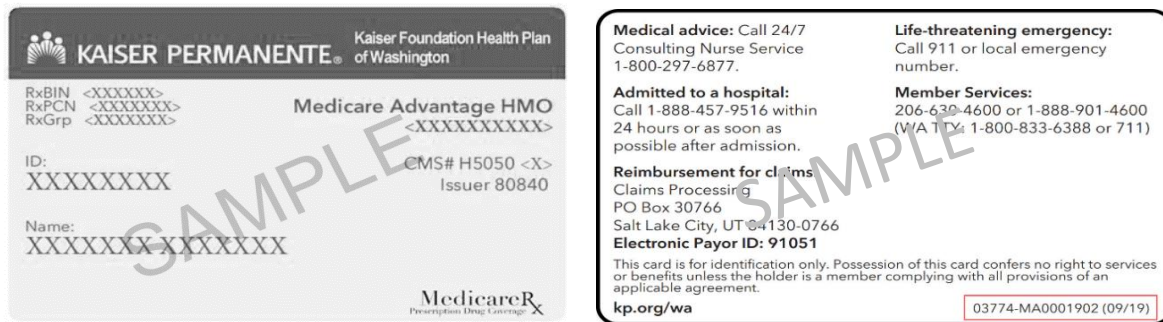 KAISER PERMANENTE®
Kaiser Foundation Health Plan
of Washington
RxBIN <XXXXXX>
RxPCN <XXXXXXX>
RxGrp <XXXXXXX>
Medicare Advantage HMO
<XXXXXXXXXX>
ID:
XXXXXXXX
CMS# H5050 <X>
Issuer 80840
Name:
XXXXXXX XXXXXXX
SAMPLE
MedicareRx
Prescription Drug Coverage
Medical advice: Call 24/7
Consulting Nurse Service
1-800-297-6877.
Life-threatening emergency:
Call 911 or local emergency
number.
Admitted to a hospital:
Call 1-888-457-9516 within
24 hours or as soon as
possible after admission.
Member Services:
206-630-4600 or 1-888-901-4600
(WA TTY: 1-800-833-6388 or 711)
Reimbursement for claims:
Claims Processing
PO Box 30766
Salt Lake City, UT 84130-0766
Electronic Payor ID: 91051
SAMPLE
This card is for identification only. Possession of this card confers no right to services
or benefits unless the holder is a member complying with all provisions of an
applicable agreement.
kp.org/wa
03774-MA0001902 (09/19)